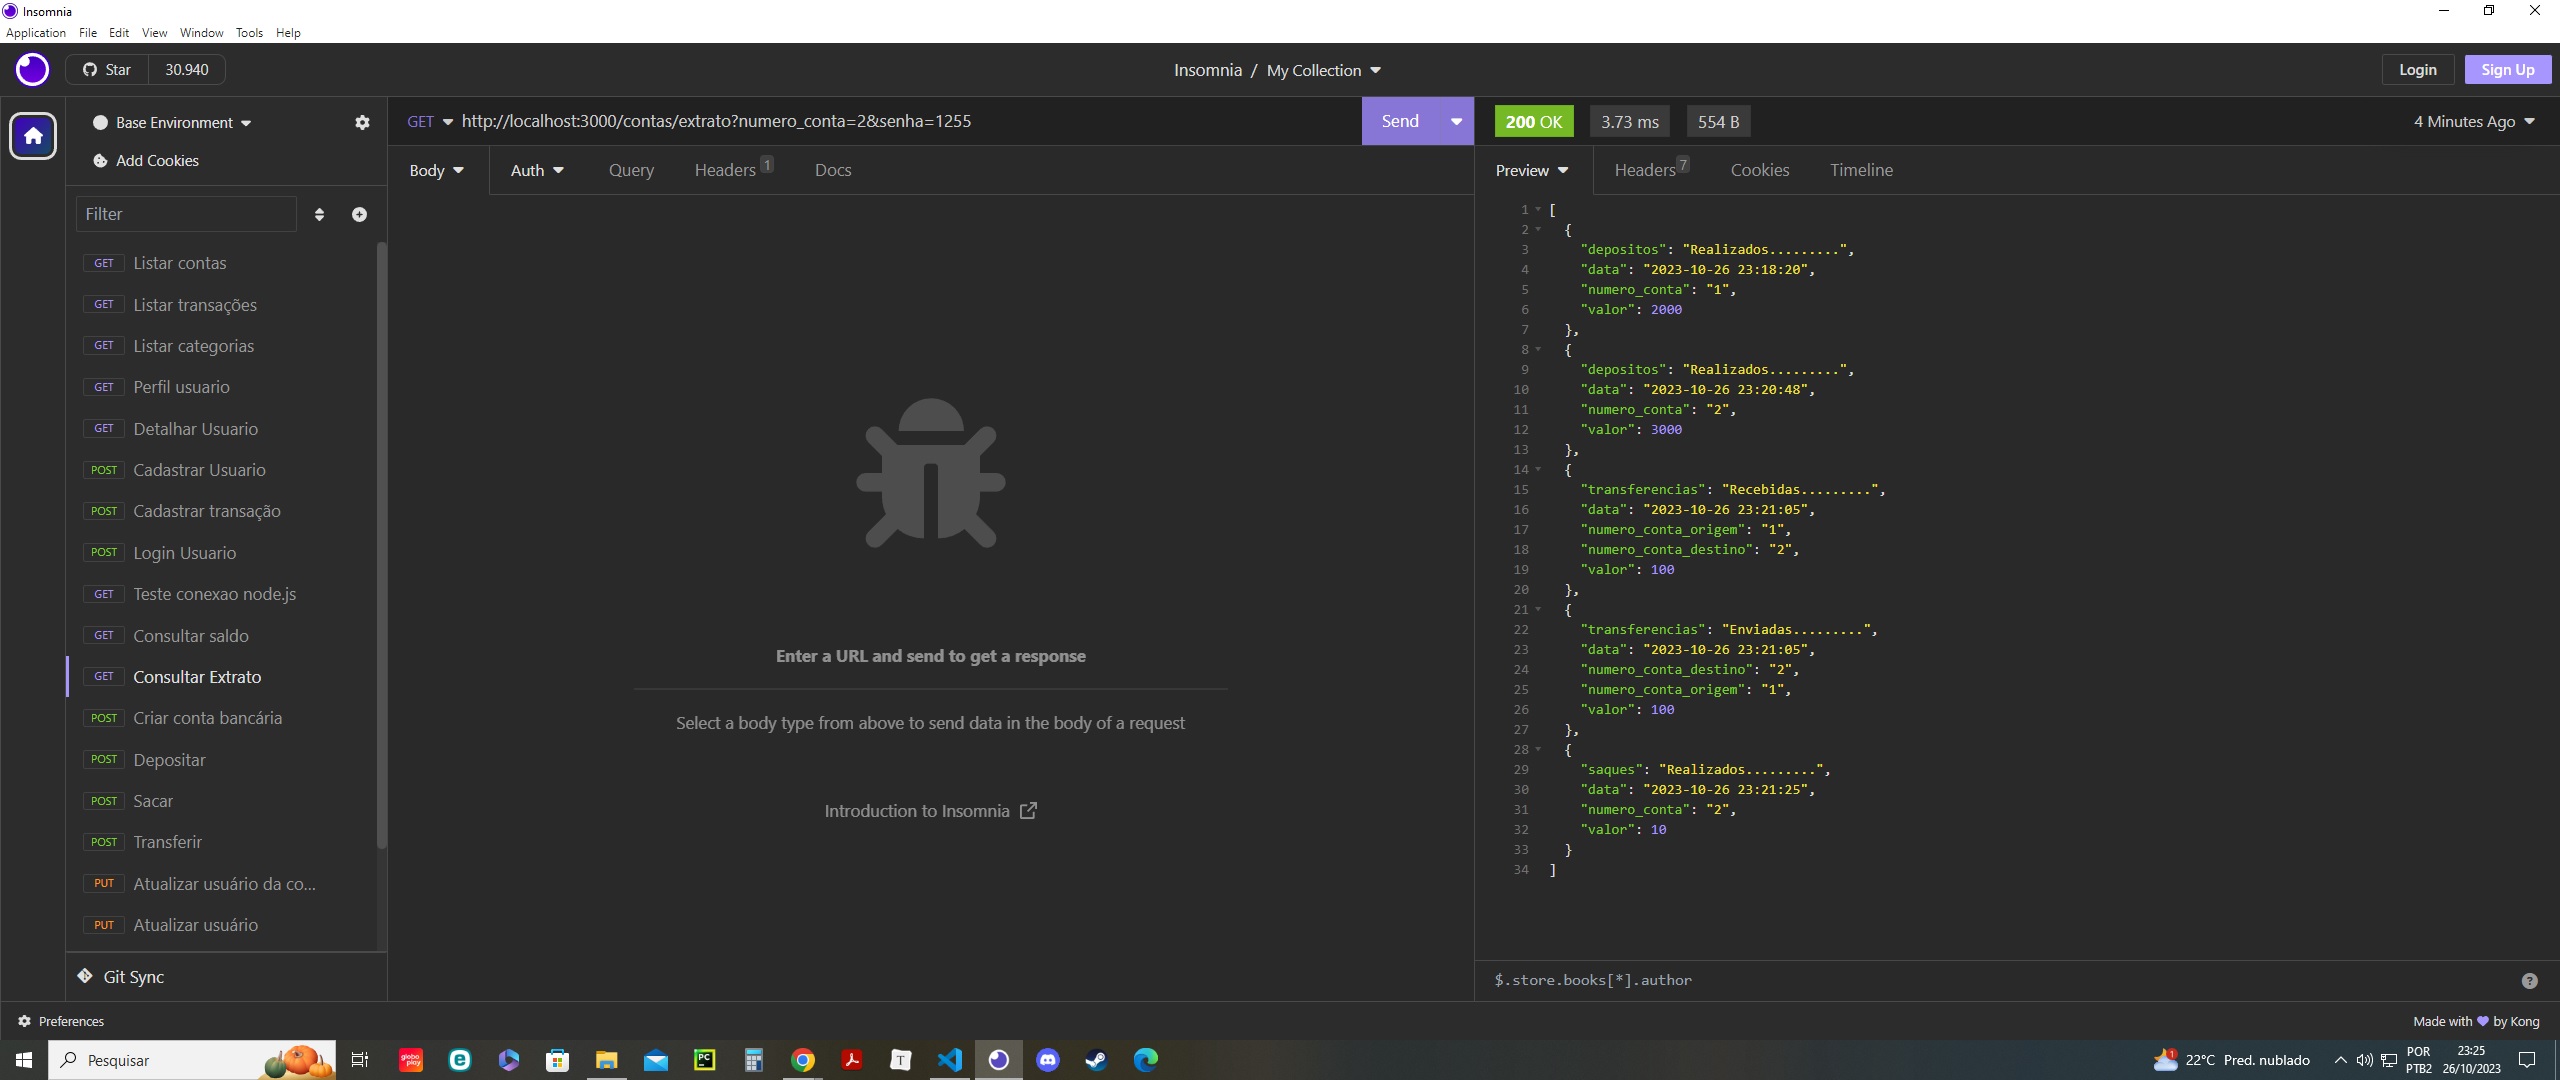 Insomnia
Application File Edit View Window Tools Help
Star 30.940
Insomnia / My Collection
Login Sign Up
Base Environment
Add Cookies
Filter
GET Listar contas
GET Listar transações
GET Listar categorias
GET Perfil usuario
GET Detalhar Usuario
POST Cadastrar Usuario
POST Cadastrar transação
POST Login Usuario
GET Teste conexao node.js
GET Consultar saldo
GET Consultar Extrato
POST Criar conta bancária
POST Depositar
POST Sacar
POST Transferir
PUT Atualizar usuário da co...
PUT Atualizar usuário
Git Sync
GET http://localhost:3000/contas/extrato?numero_conta=2&senha=1255 Send
Body Auth Query Headers 1 Docs
Enter a URL and send to get a response
Select a body type from above to send data in the body of a request
Introduction to Insomnia
200 OK 3.73 ms 554 B 4 Minutes Ago
Preview Headers 7 Cookies Timeline
1 [
2 {
3 "depositos": "Realizados.........",
4 "data": "2023-10-26 23:18:20",
5 "numero_conta": "1",
6 "valor": 2000
7 },
8 {
9 "depositos": "Realizados.........",
10 "data": "2023-10-26 23:20:48",
11 "numero_conta": "2",
12 "valor": 3000
13 },
14 {
15 "transferencias": "Recebidas.........",
16 "data": "2023-10-26 23:21:05",
17 "numero_conta_origem": "1",
18 "numero_conta_destino": "2",
19 "valor": 100
20 },
21 {
22 "transferencias": "Enviadas.........",
23 "data": "2023-10-26 23:21:05",
24 "numero_conta_destino": "2",
25 "numero_conta_origem": "1",
26 "valor": 100
27 },
28 {
29 "saques": "Realizados.........",
30 "data": "2023-10-26 23:21:25",
31 "numero_conta": "2",
32 "valor": 10
33 }
34 ]
$.store.books[*].author
Preferences
Made with by Kong
Pesquisar
globo play
PC
T
1
22°C Pred. nublado
POR
PTB2
23:25
26/10/2023